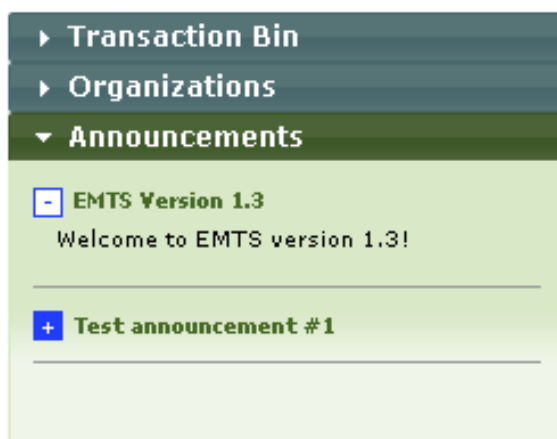 Transaction Bin
Organizations
Announcements
- EMTS Version 1.3
Welcome to EMTS version 1.3!
+ Test announcement #1